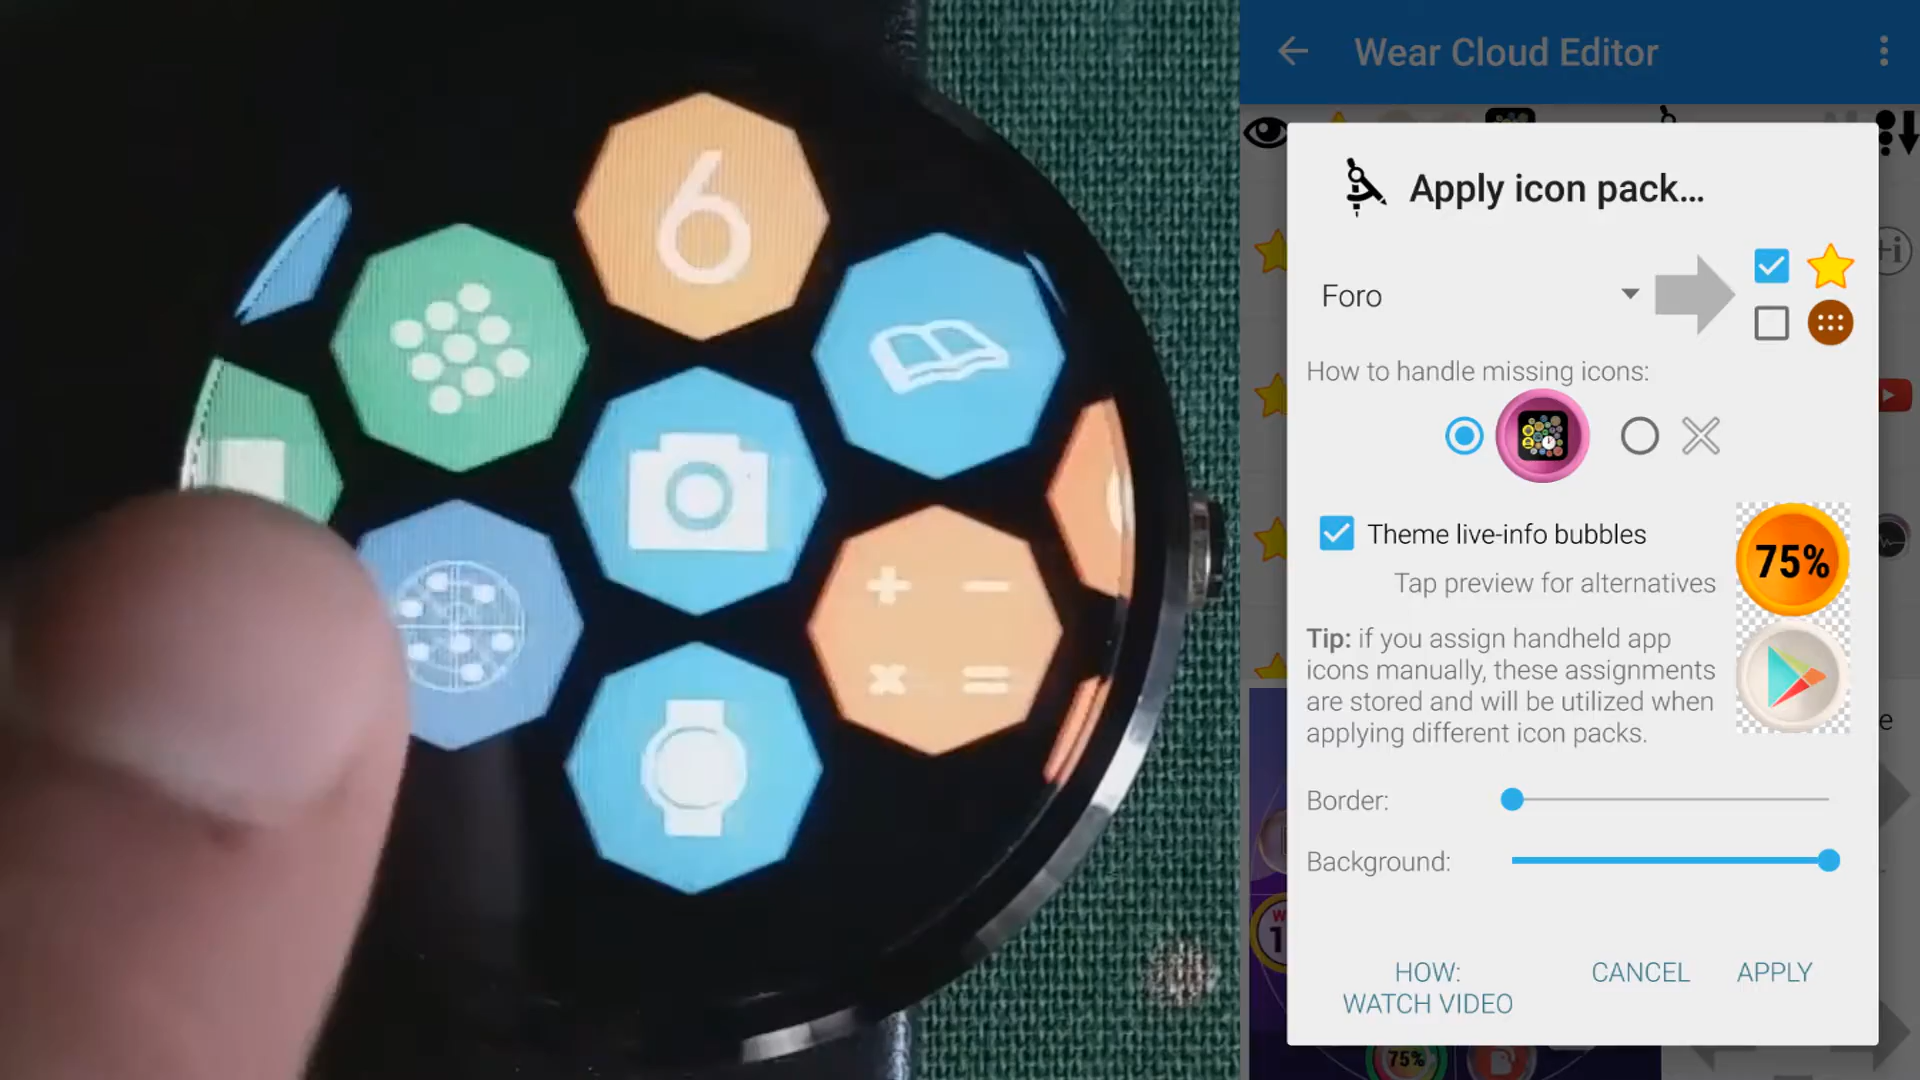 6
Wear Cloud Editor
Apply icon pack...
Foro
How to handle missing icons:
Theme live-info bubbles
75%
Tap preview for alternatives
Tip: if you assign handheld app
icons manually, these assignments
are stored and will be utilized when
applying different icon packs.
Border:
Background:
HOW:
WATCH VIDEO
CANCEL
APPLY
75%